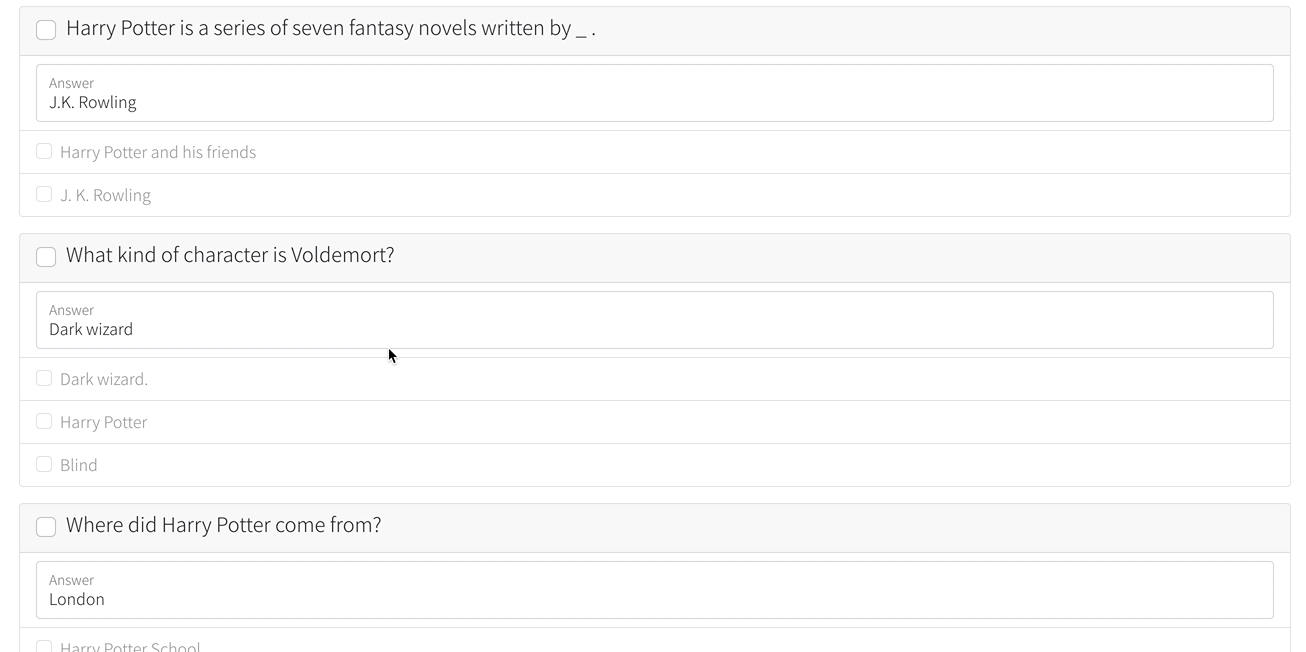 Harry Potter is a series of seven fantasy novels written by _ .
Answer
J.K. Rowling
Harry Potter and his friends
J. K. Rowling
What kind of character is Voldemort?
Answer
Dark wizard
Dark wizard.
Harry Potter
Blind
Where did Harry Potter come from?
Answer
London
Harry Potter School